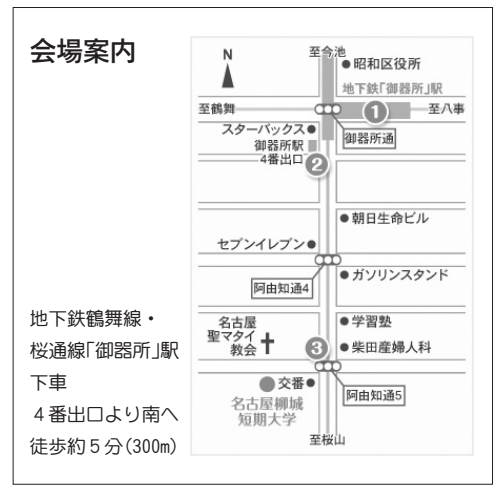 会場案内
N
至今池
昭和区役所
地下鉄「御器所」駅
至鶴舞
1
至八事
スターバックス
御器所通
御器所駅
4番出口
2
朝日生命ビル
セブンイレブン
ガソリンスタンド
阿由知通4
名古屋
聖マタイ
教会
学習塾
3
柴田産婦人科
交番
阿由知通5
名古屋柳城
短期大学
至桜山
地下鉄鶴舞線・
桜通線「御器所」駅
下車
４番出口より南へ
徒歩約５分(300m)